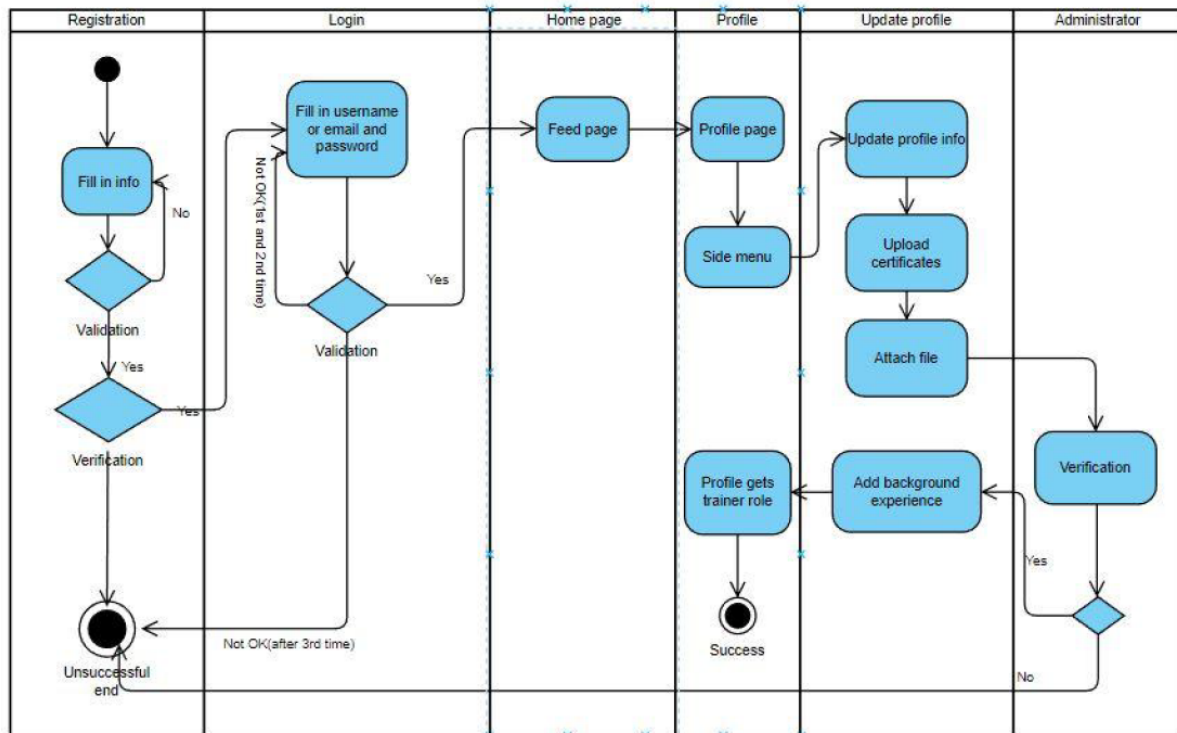 Registration
Login
Home page
Profile
Update profile
Administrator
Fill in info
No
Validation
Yes
Verification
Yes
Unsuccessful
end
Fill in username
or email and
password
Not OK(1st and 2nd time)
Validation
Yes
Not OK(after 3rd time)
Feed page
Profile page
Side menu
Update profile info
Upload
certificates
Attach file
Verification
Yes
No
Add background
experience
Profile gets
trainer role
Success